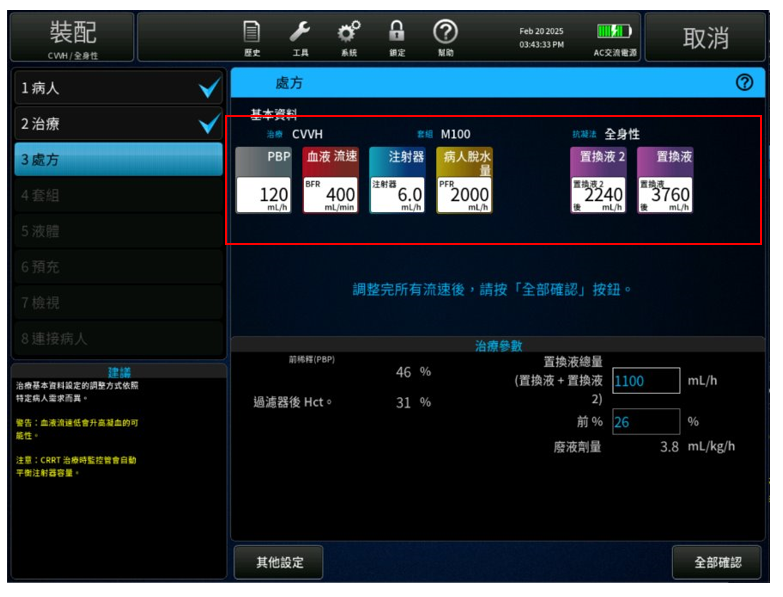 裝配
CVVH / 全身性
歷史
工具
系統
鎖定
幫助
Feb 20 2025
03:43:33 PM
AC交流電源
取消
1 病人
2 治療
3 處方
4 套組
5 液體
6 預充
7 檢視
8 連接病人
處方
基本資料
治療 CVVH
套組 M100
抗凝法 全身性
PBP
120
mL/h
血液 流速
BFR
400
mL/min
注射器
注射器
6.0
mL/h
病人脫水
量
PFR
2000
mL/h
置換液 2
置換液2
2240
後 mL/h
置換液
置換液
3760
後 mL/h
調整完所有流速後，請按「全部確認」按鈕。
治療參數
前稀釋(PBP)
46 %
過濾器後 Hct。
31 %
置換液總量
(置換液 + 置換液
2)
1100 mL/h
前 % 26 %
廢液劑量 3.8 mL/kg/h
建議
治療基本資料設定的調整方式依照
特定病人需求而異。
警告：血液流速低會升高凝血的可
能性。
注意：CRRT 治療時監控管會自動
平衡注射器容量。
其他設定
全部確認